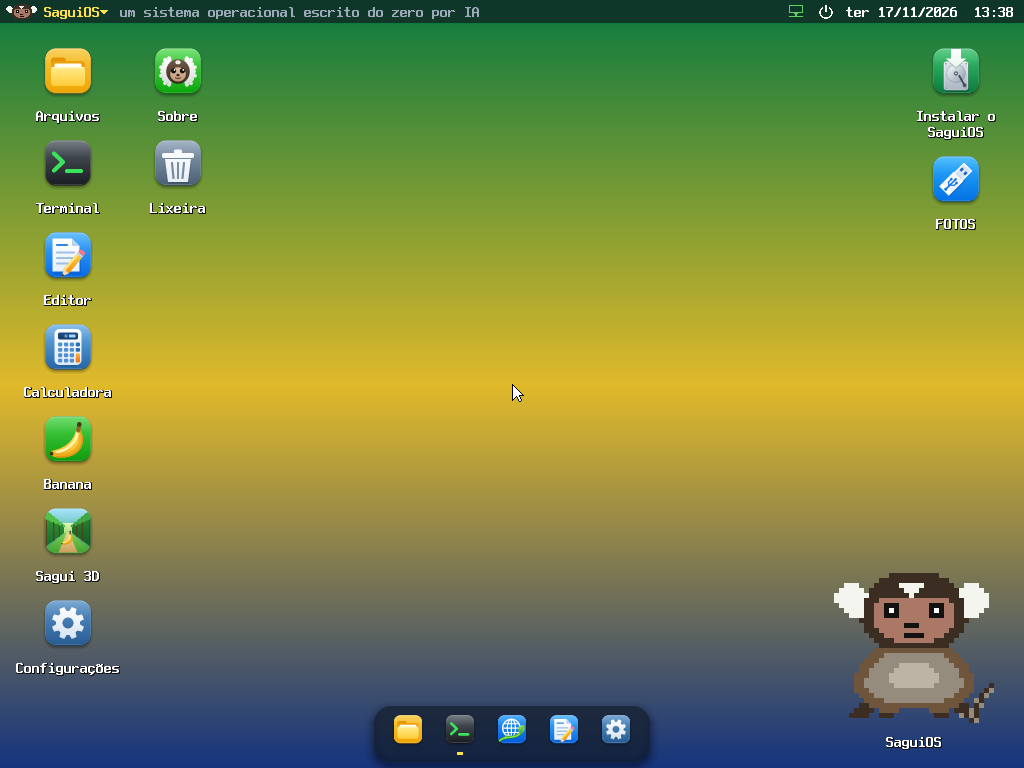 SaguiOS um sistema operacional escrito do zero por IA ter 17/11/2026 13:38
Arquivos
Sobre
Instalar o
SaguiOS
Terminal
Lixeira
FOTOS
Editor
Calculadora
Banana
Sagui 3D
Configurações
SaguiOS